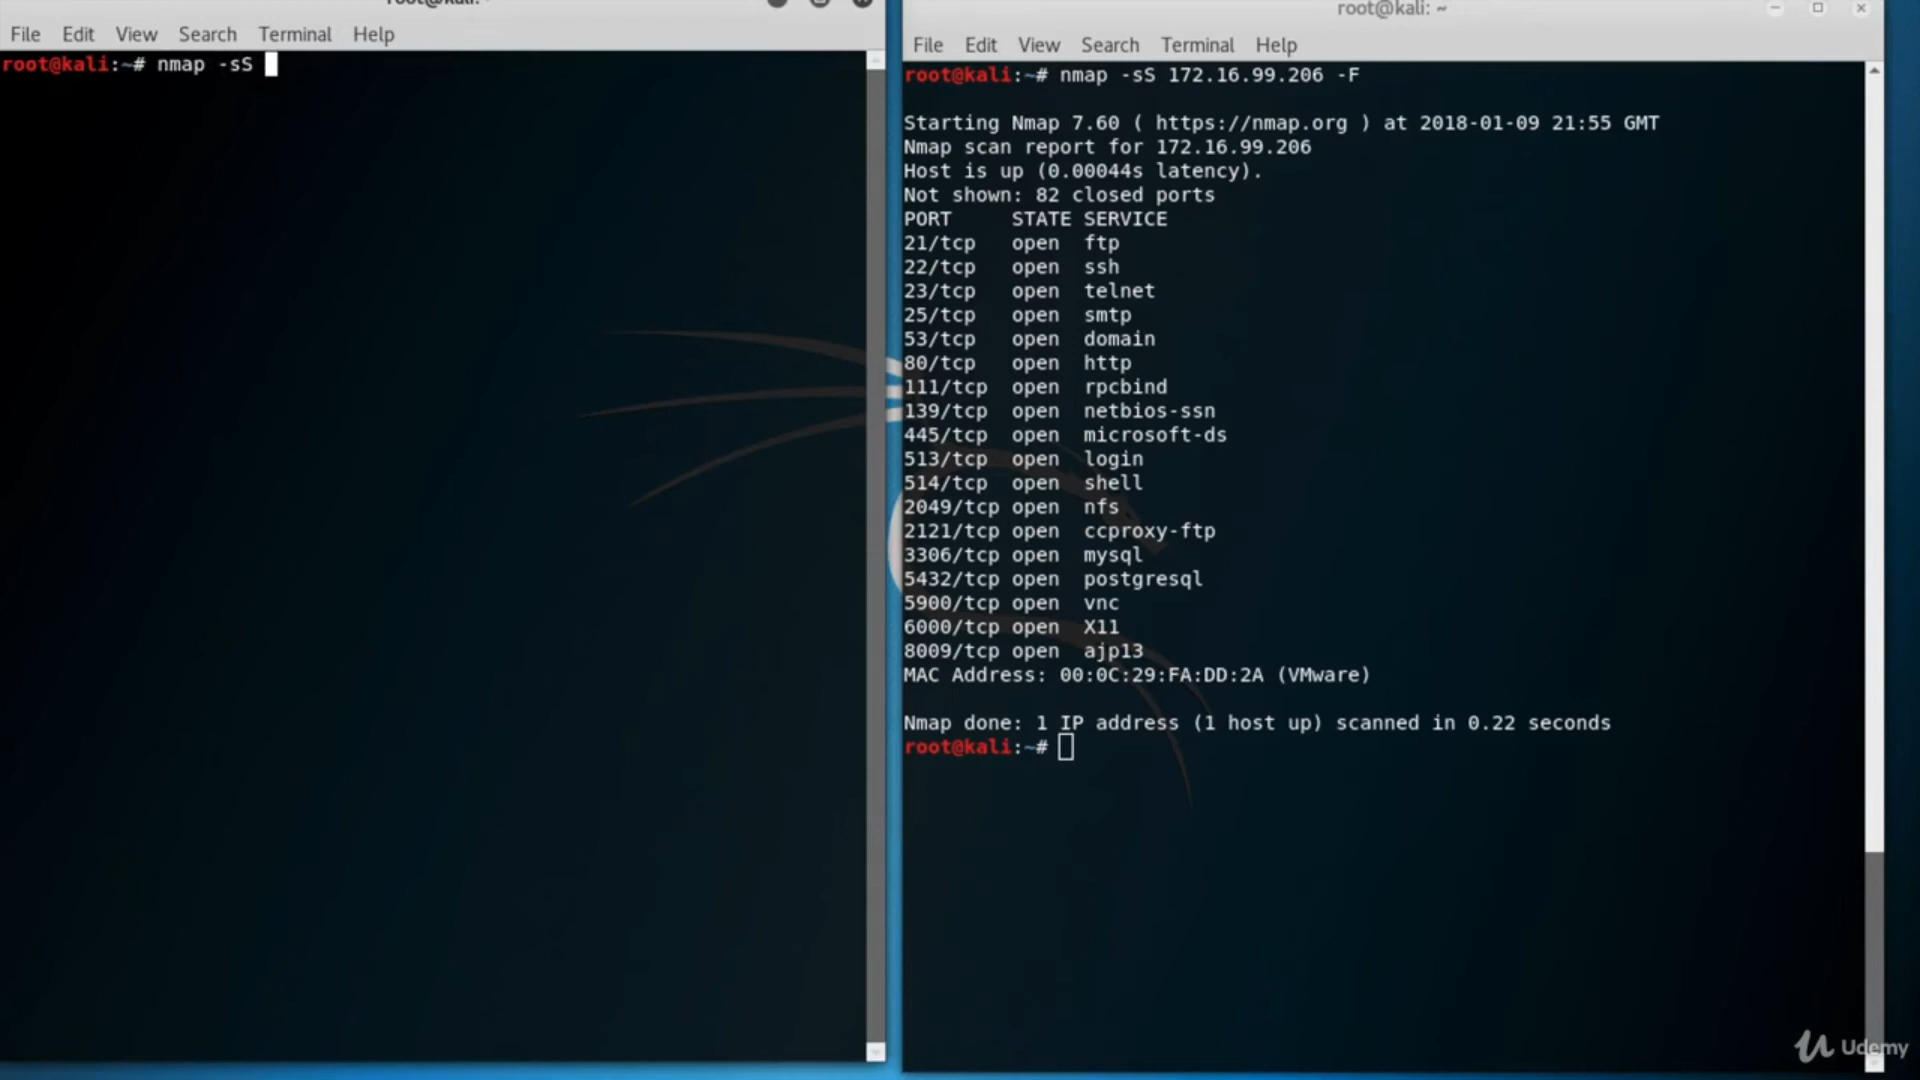 root@kali: ~
File Edit View Search Terminal Help
root@kali:~# nmap -sS
root@kali: ~
File Edit View Search Terminal Help
root@kali:~# nmap -sS 172.16.99.206 -F
Starting Nmap 7.60 ( https://nmap.org ) at 2018-01-09 21:55 GMT
Nmap scan report for 172.16.99.206
Host is up (0.00044s latency).
Not shown: 82 closed ports
PORT STATE SERVICE
21/tcp open ftp
22/tcp open ssh
23/tcp open telnet
25/tcp open smtp
53/tcp open domain
80/tcp open http
111/tcp open rpcbind
139/tcp open netbios-ssn
445/tcp open microsoft-ds
513/tcp open login
514/tcp open shell
2049/tcp open nfs
2121/tcp open ccproxy-ftp
3306/tcp open mysql
5432/tcp open postgresql
5900/tcp open vnc
6000/tcp open X11
8009/tcp open ajp13
MAC Address: 00:0C:29:FA:DD:2A (VMware)
Nmap done: 1 IP address (1 host up) scanned in 0.22 seconds
root@kali:~#
Udemy